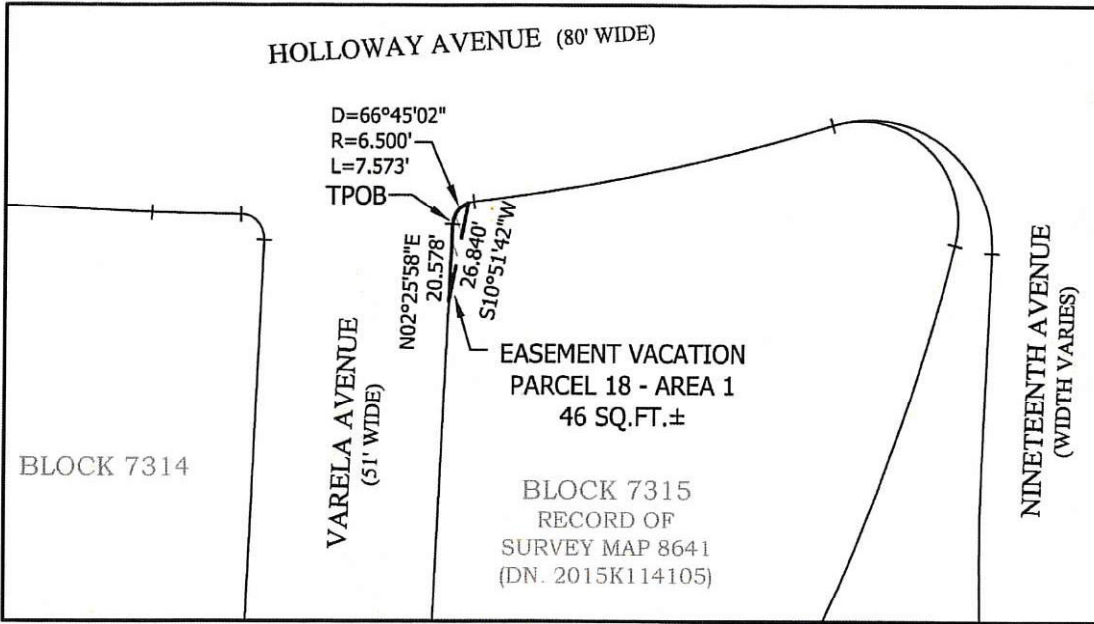 HOLLOWAY AVENUE (80' WIDE)
D=66°45'02"
R=6.500'
L=7.573'
TPOB
N02°25'58"E
20.578'
26.840'
S10°51'42"W
EASEMENT VACATION
PARCEL 18 - AREA 1
46 SQ.FT.±
VARELA AVENUE
(51' WIDE)
NINETEENTH AVENUE
(WIDTH VARIES)
BLOCK 7314
BLOCK 7315
RECORD OF
SURVEY MAP 8641
(DN. 2015K114105)